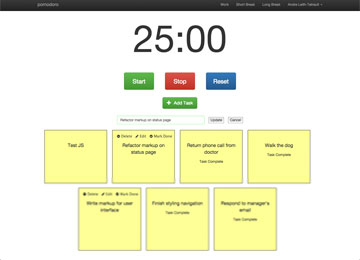 pomodoro
Work
Short Break
Long Break
25:00
Start
Stop
Reset
Add Task
Refactor markup on status page
Update
Cancel
Test JS
Delete
Edit
Mark Done
Refactor markup on
status page
Return phone call from
doctor
Task Complete
Walk the dog
Task Complete
Delete
Edit
Mark Done
Write markup for user
interface
Finish styling navigation
Task Complete
Respond to manager's
email
Task Complete